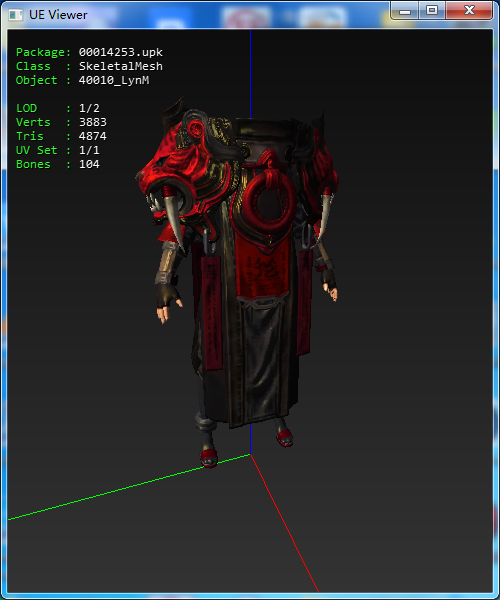 UE Viewer
Package: 00014253.upk
Class : SkeletalMesh
Object : 40010_LynM
LOD : 1/2
Verts : 3883
Tris : 4874
UV Set : 1/1
Bones : 104